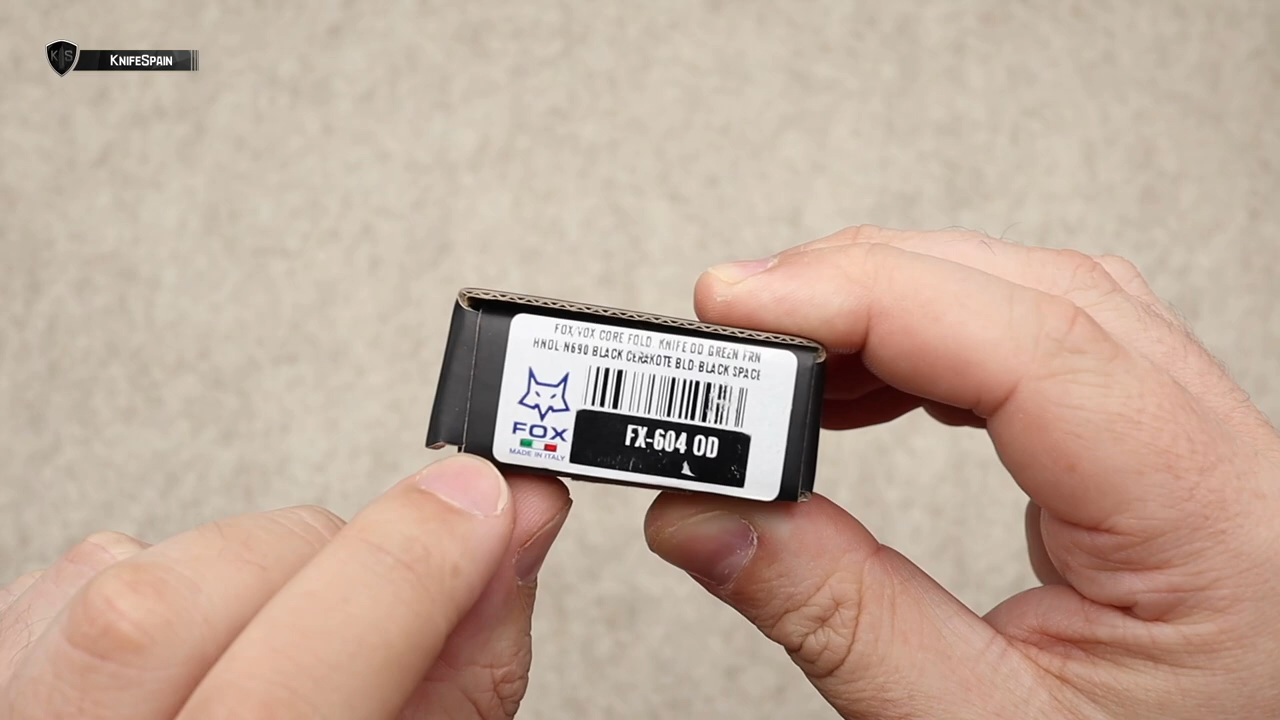 KS
KNIFESPAIN
FOX/VOX CORE FOLD. KNIFE OD GREEN FRN
HNDL-N690 BLACK CERAKOTE BLD-BLACK SPACE
FOX
MADE IN ITALY
FX-604 OD